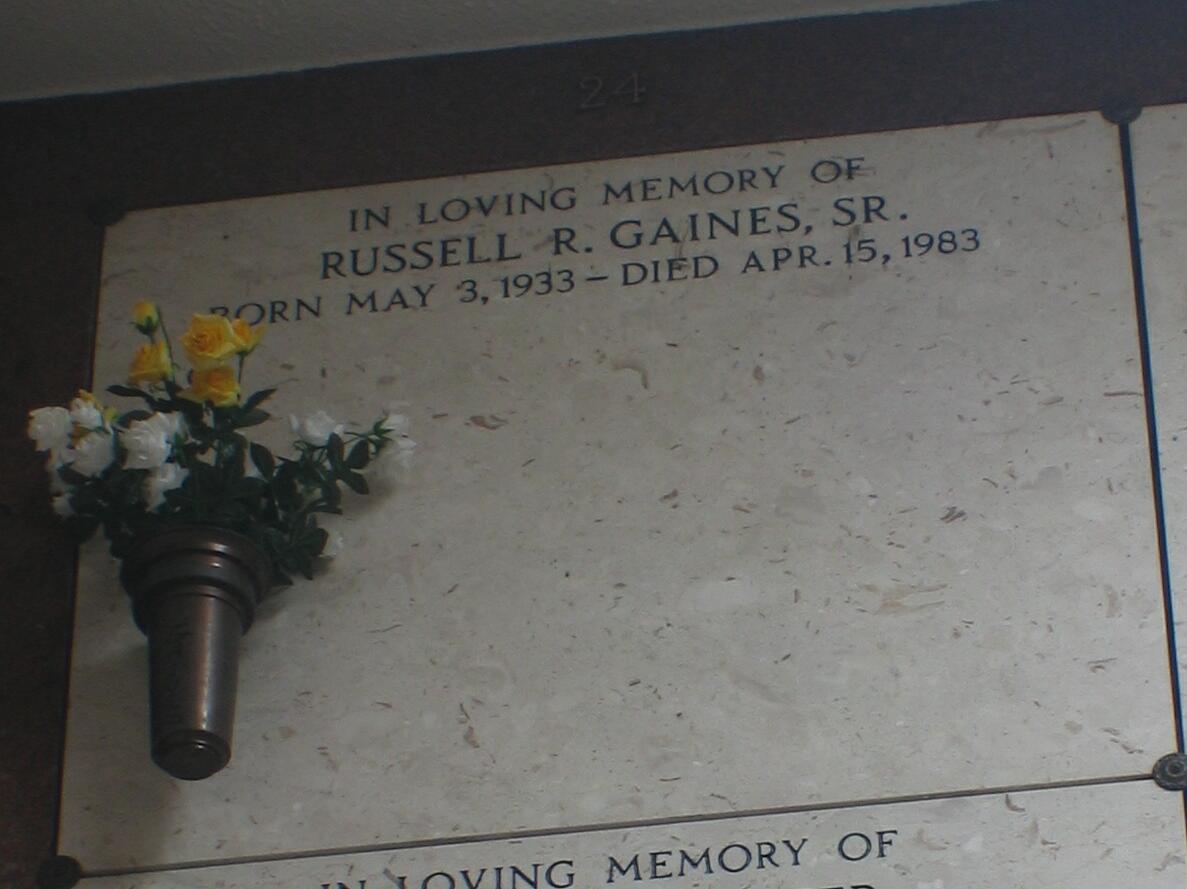 24
IN LOVING MEMORY OF
RUSSELL R. GAINES, SR.
BORN MAY 3, 1933 – DIED APR. 15, 1983
IN LOVING MEMORY OF